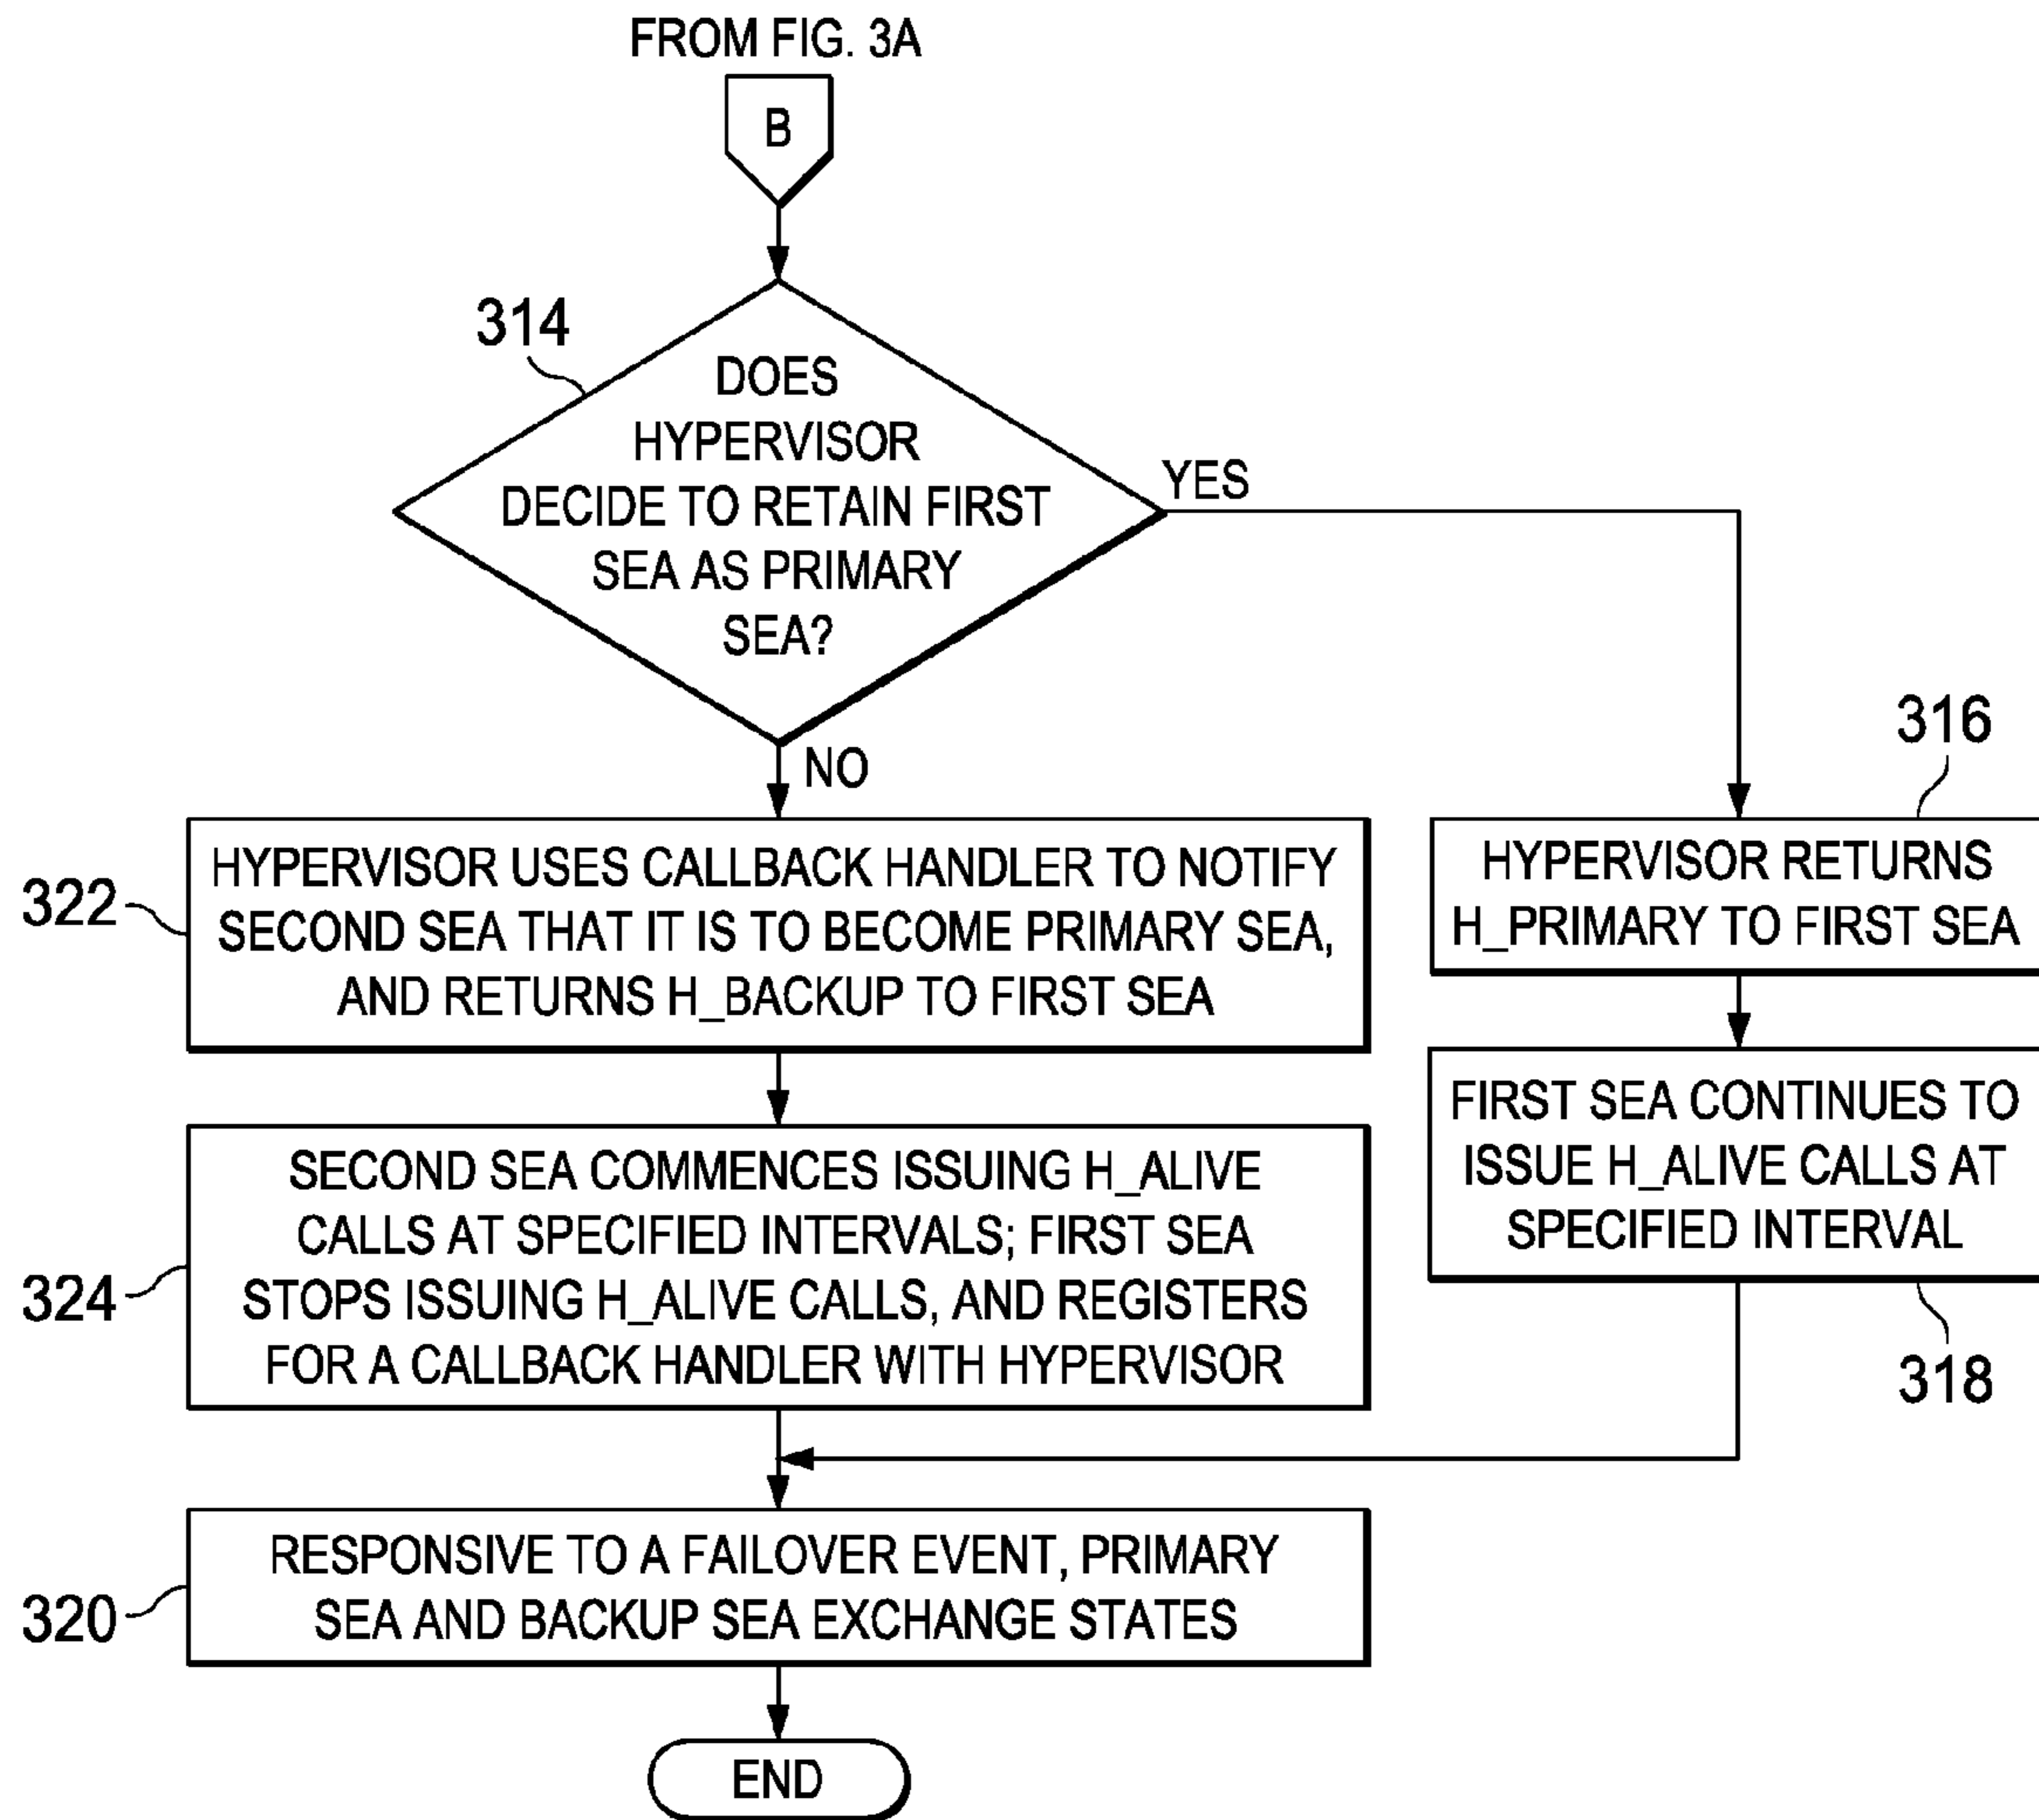 FROM FIG. 3A
B
314
DOES
HYPERVISOR
DECIDE TO RETAIN FIRST
SEA AS PRIMARY
SEA?
YES
NO
316
HYPERVISOR RETURNS
H_PRIMARY TO FIRST SEA
322
HYPERVISOR USES CALLBACK HANDLER TO NOTIFY
SECOND SEA THAT IT IS TO BECOME PRIMARY SEA,
AND RETURNS H_BACKUP TO FIRST SEA
FIRST SEA CONTINUES TO
ISSUE H_ALIVE CALLS AT
SPECIFIED INTERVAL
318
324
SECOND SEA COMMENCES ISSUING H_ALIVE
CALLS AT SPECIFIED INTERVALS; FIRST SEA
STOPS ISSUING H_ALIVE CALLS, AND REGISTERS
FOR A CALLBACK HANDLER WITH HYPERVISOR
320
RESPONSIVE TO A FAILOVER EVENT, PRIMARY
SEA AND BACKUP SEA EXCHANGE STATES
END